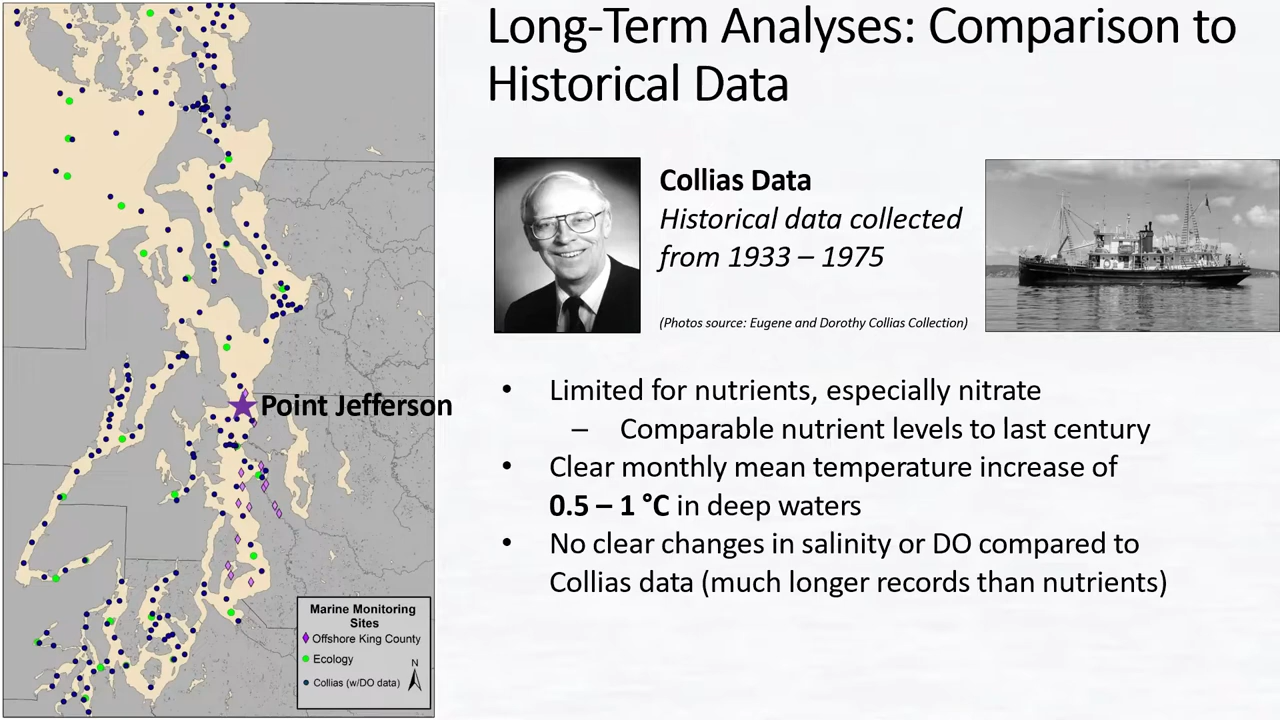 Long-Term Analyses: Comparison to
Historical Data
Collias Data
Historical data collected
from 1933 – 1975
(Photos source: Eugene and Dorothy Collias Collection)
• Limited for nutrients, especially nitrate
– Comparable nutrient levels to last century
• Clear monthly mean temperature increase of
0.5 – 1 °C in deep waters
• No clear changes in salinity or DO compared to
Collias data (much longer records than nutrients)
Point Jefferson
Marine Monitoring
Sites
Offshore King County
Ecology
Collias (w/DO data)
N